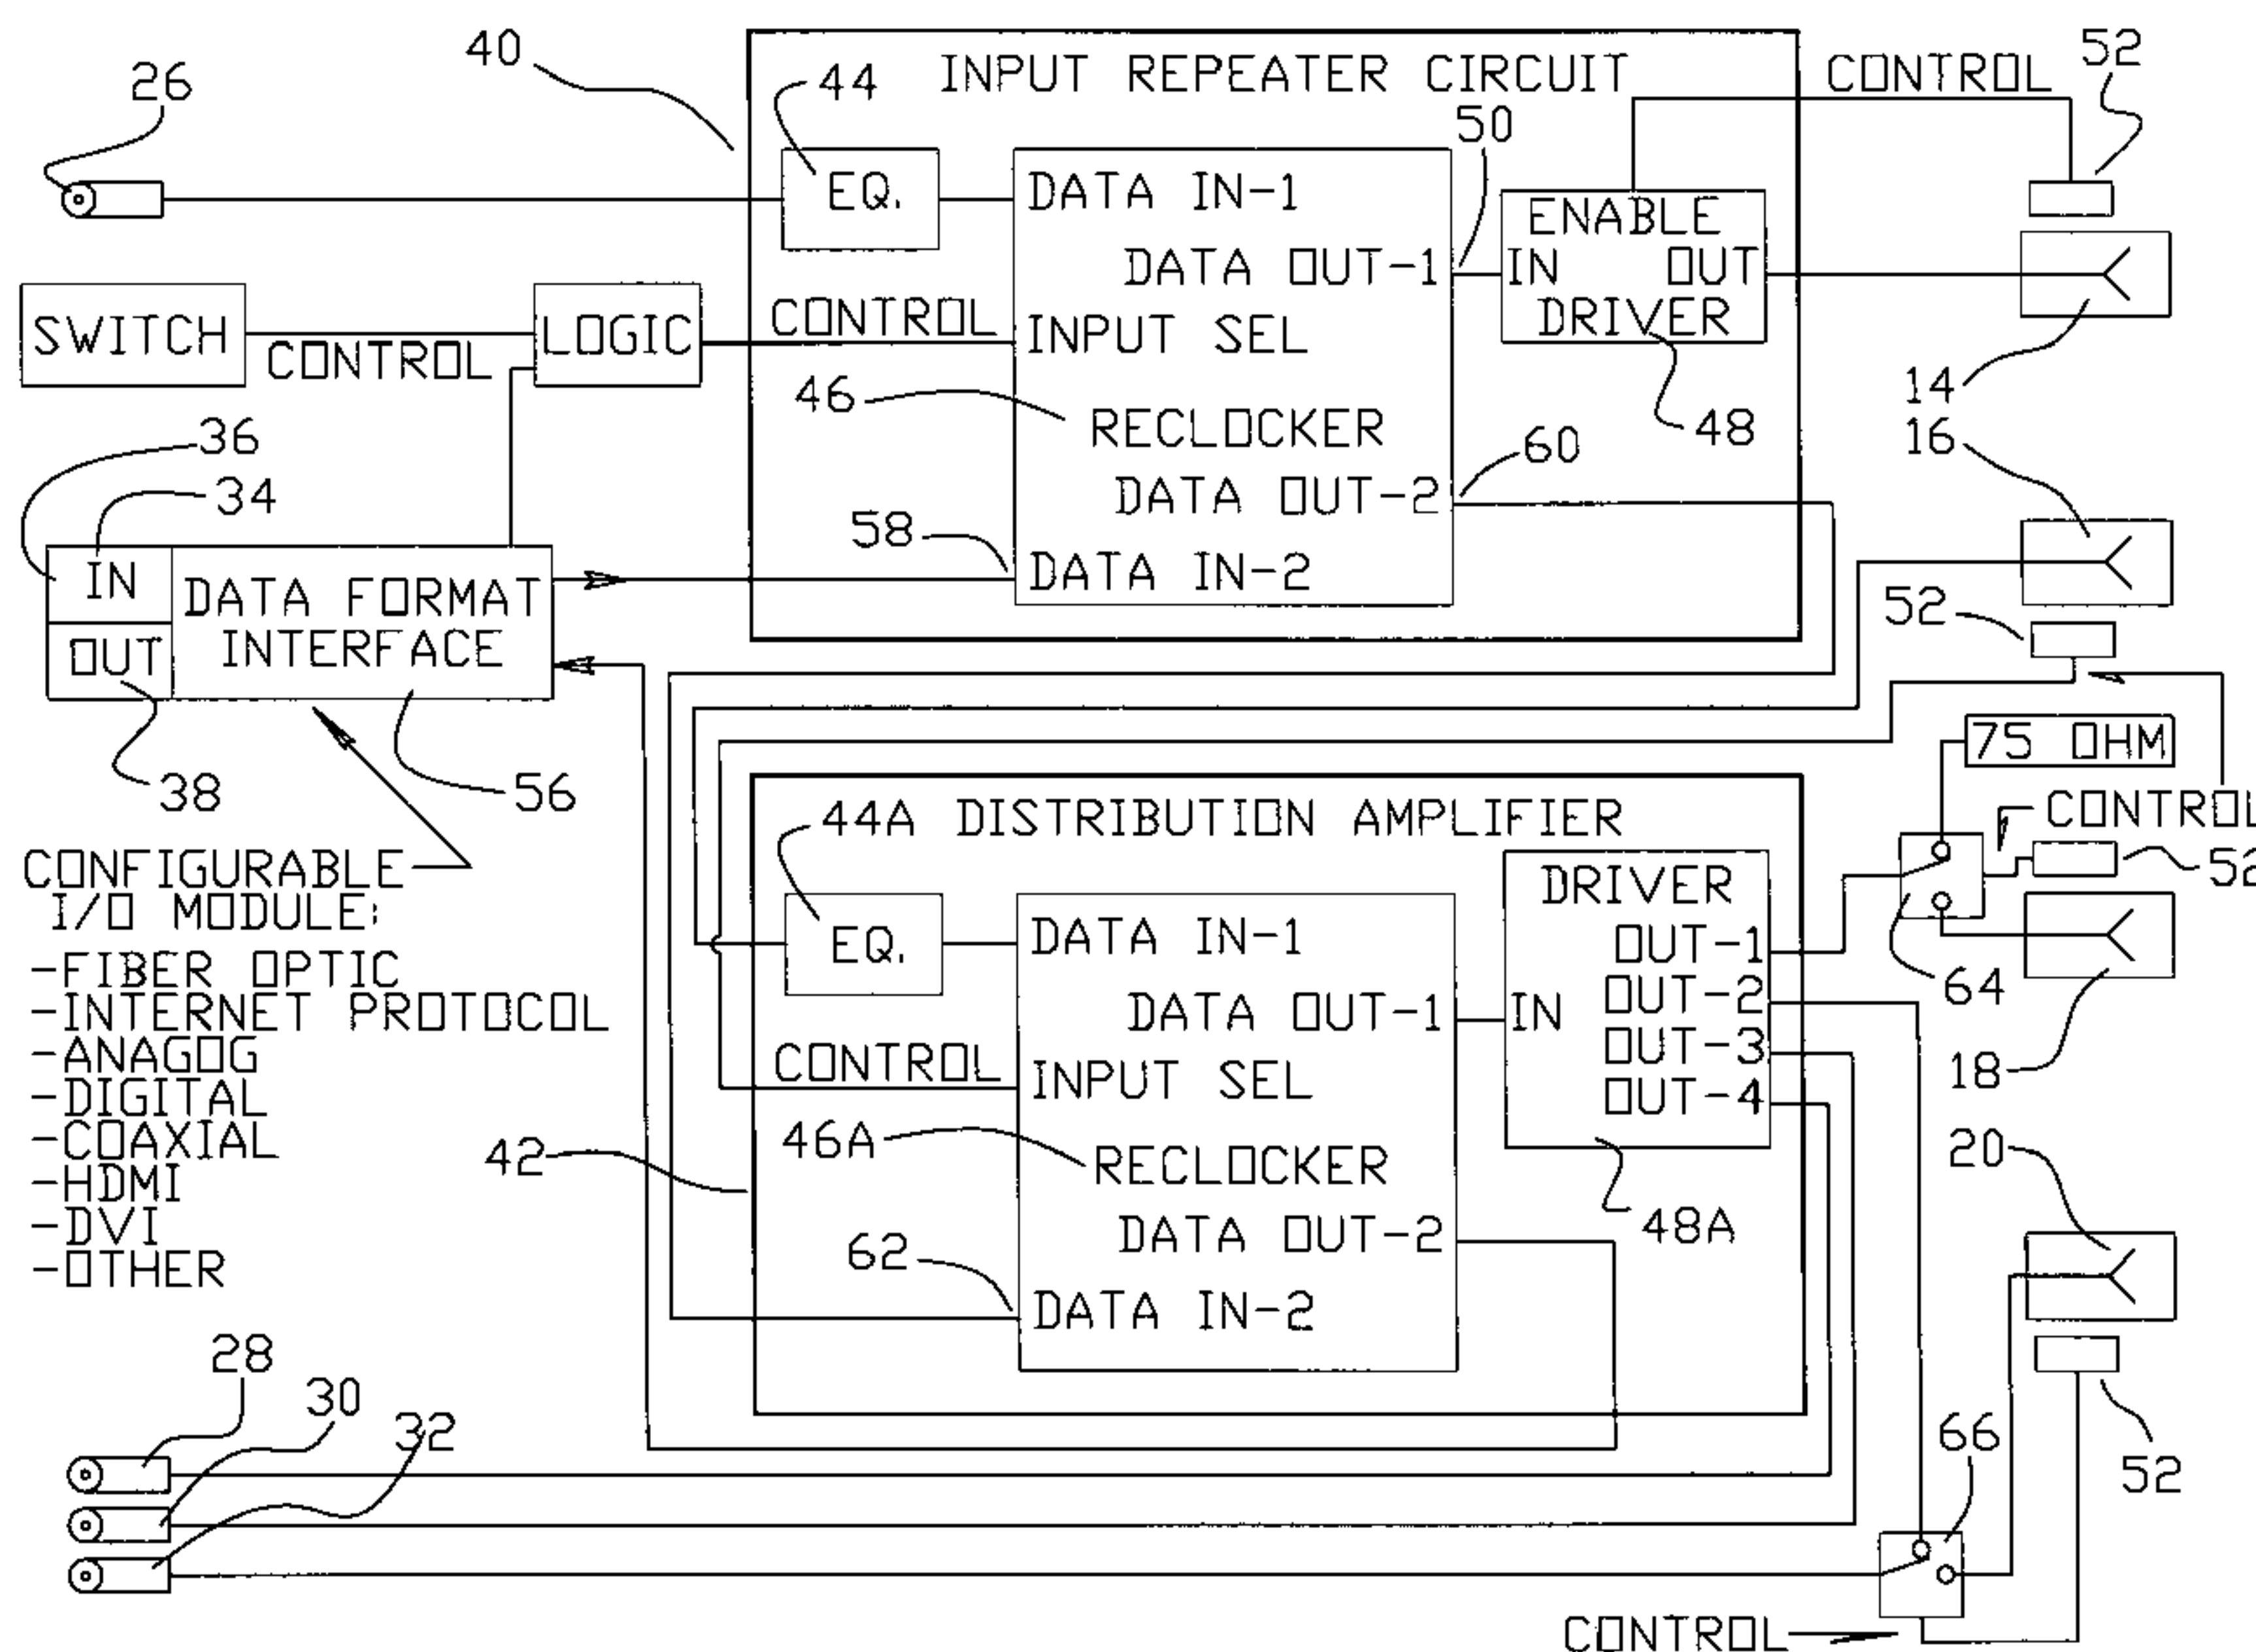 40
INPUT REPEATER CIRCUIT
CONTROL
52
26
44
50
EQ.
DATA IN-1
ENABLE
DATA OUT-1
IN OUT
DRIVER
SWITCH
CONTROL
LOGIC
CONTROL
INPUT SEL
14
46
RECLOCKER
48
16
36
34
60
DATA OUT-2
58
IN
DATA FORMAT
INTERFACE
DATA IN-2
52
OUT
75 OHM
38
56
44A
DISTRIBUTION AMPLIFIER
CONTROL
52
CONFIGURABLE
I/O MODULE:
-FIBER OPTIC
-INTERNET PROTOCOL
-ANAGOG
-DIGITAL
-COAXIAL
-HDMI
-DVI
-OTHER
EQ.
DATA IN-1
DRIVER
OUT-1
OUT-2
OUT-3
OUT-4
IN
64
18
DATA OUT-1
CONTROL
INPUT SEL
42
46A
RECLOCKER
48A
20
DATA OUT-2
62
DATA IN-2
28
30
32
66
52
CONTROL